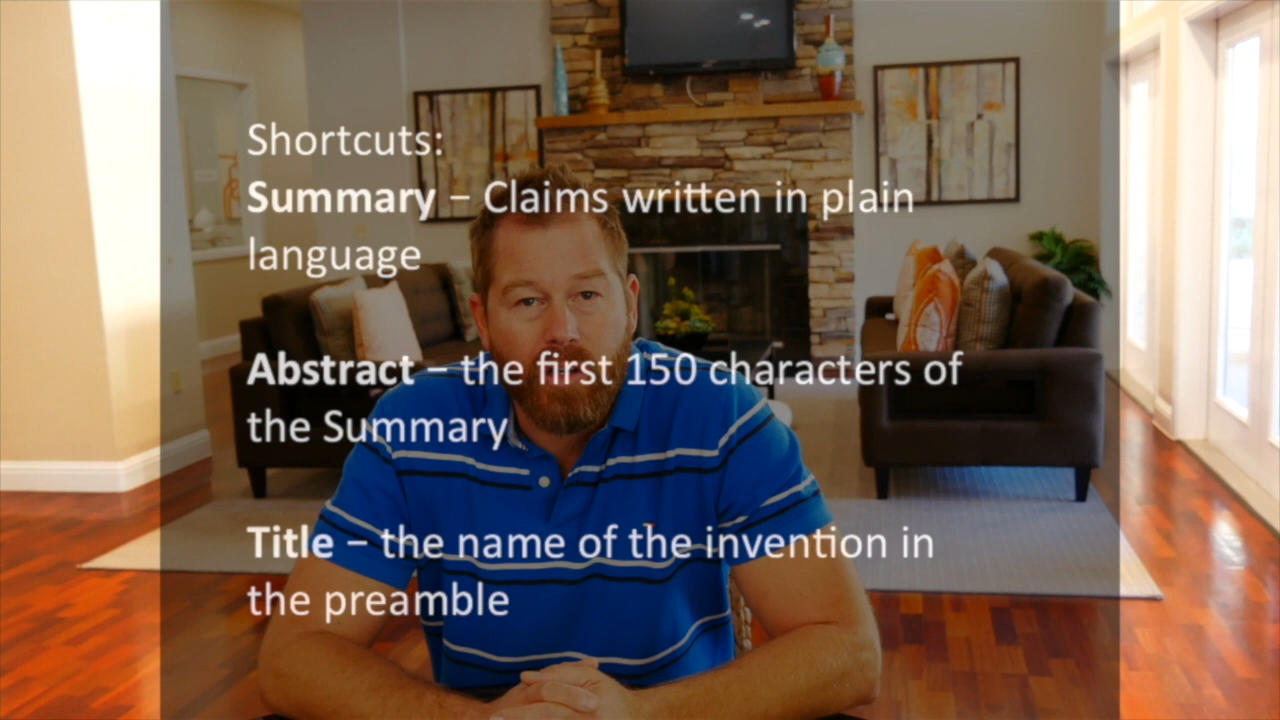 Shortcuts:
Summary – Claims written in plain
language
Abstract – the first 150 characters of
the Summary
Title – the name of the invention in
the preamble